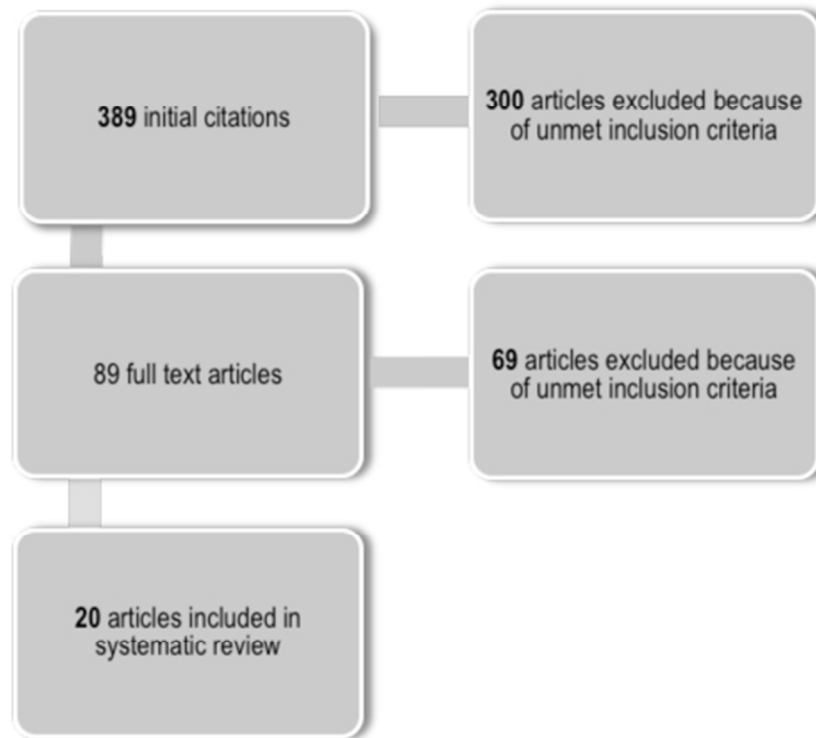 389 initial citations
300 articles excluded because
of unmet inclusion criteria
89 full text articles
69 articles excluded because
of unmet inclusion criteria
20 articles included in
systematic review